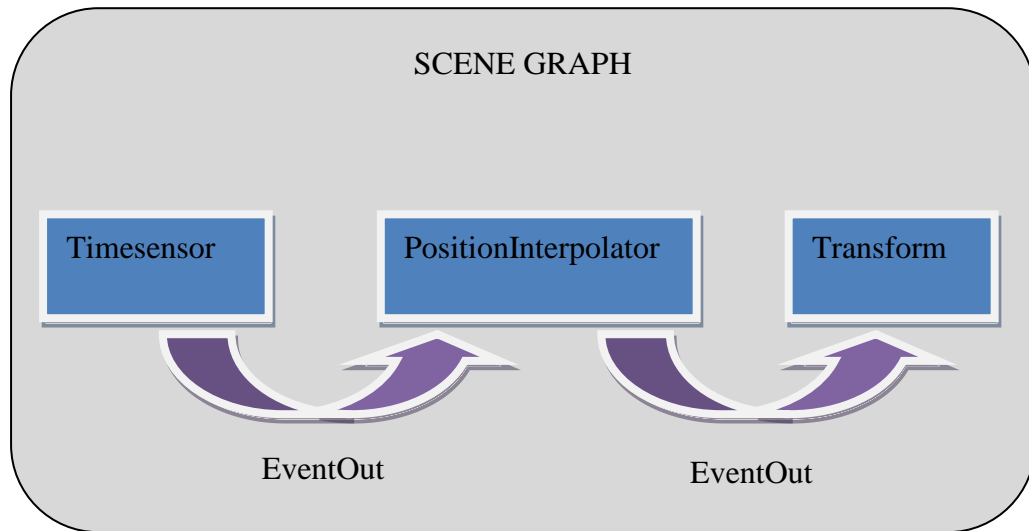 SCENE GRAPH
Timesensor
PositionInterpolator
Transform
EventOut
EventOut